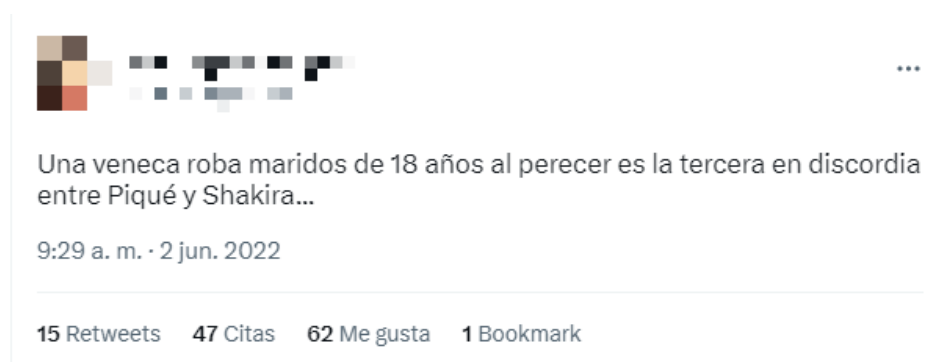 Una veneca roba maridos de 18 años al perecer es la tercera en discordia
entre Piqué y Shakira...
9:29 a. m. · 2 jun. 2022
15 Retweets 47 Citas 62 Me gusta 1 Bookmark